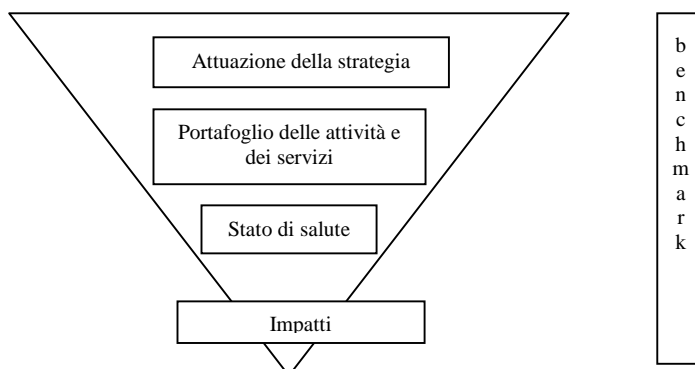 Attuazione della strategia
Portafoglio delle attività e
dei servizi
Stato di salute
Impatti
b
e
n
c
h
m
a
r
k